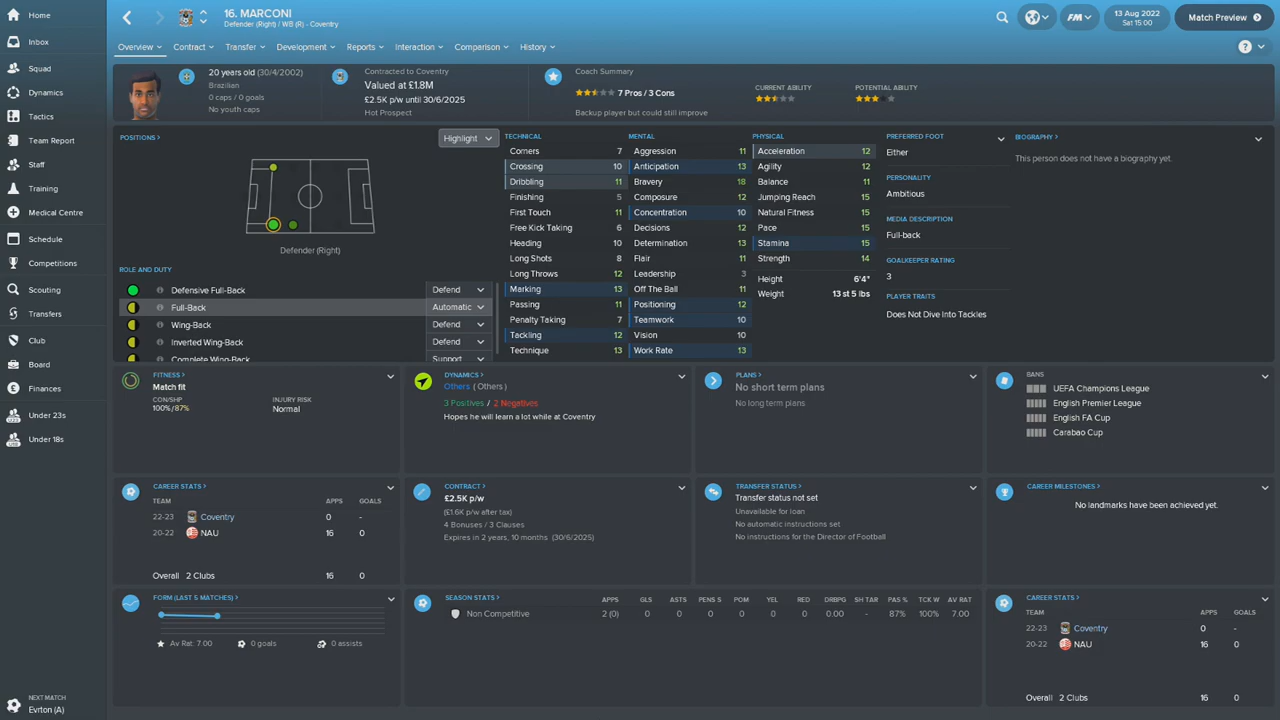 Home
Inbox
Squad
Dynamics
Tactics
Team Report
Staff
Training
Medical Centre
Schedule
Competitions
Scouting
Transfers
Club
Board
Finances
Under 23s
Under 18s
NEXT MATCH
Evrton (A)
16. MARCONI
Defender (Right) / WB (R) - Coventry
FM
13 Aug 2022
Sat 15:00
Match Preview
Overview
Contract
Transfer
Development
Reports
Interaction
Comparison
History
?
20 years old (30/4/2002)
Brazilian
0 caps / 0 goals
No youth caps
Contracted to Coventry
Valued at £1.8M
£2.5K p/w until 30/6/2025
Hot Prospect
Coach Summary
7 Pros / 3 Cons
Backup player but could still improve
CURRENT ABILITY
POTENTIAL ABILITY
POSITIONS >
Highlight
Defender (Right)
ROLE AND DUTY
Defensive Full-Back Defend
Full-Back Automatic
Wing-Back Defend
Inverted Wing-Back Defend
Complete Wing-Back Support
TECHNICAL
Corners 7
Crossing 10
Dribbling 11
Finishing 5
First Touch 11
Free Kick Taking 6
Heading 10
Long Shots 8
Long Throws 12
Marking 13
Passing 11
Penalty Taking 7
Tackling 12
Technique 13
MENTAL
Aggression 11
Anticipation 13
Bravery 18
Composure 12
Concentration 10
Decisions 12
Determination 13
Flair 11
Leadership 3
Off The Ball 11
Positioning 12
Teamwork 10
Vision 10
Work Rate 13
PHYSICAL
Acceleration 12
Agility 12
Balance 11
Jumping Reach 15
Natural Fitness 15
Pace 15
Stamina 15
Strength 14
Height 6'4"
Weight 13 st 5 lbs
PREFERRED FOOT
Either
PERSONALITY
Ambitious
MEDIA DESCRIPTION
Full-back
GOALKEEPER RATING
3
PLAYER TRAITS
Does Not Dive Into Tackles
BIOGRAPHY >
This person does not have a biography yet.
FITNESS >
Match fit
CON/SHP
100%/87%
INJURY RISK
Normal
DYNAMICS >
Others ( Others )
3 Positives / 2 Negatives
Hopes he will learn a lot while at Coventry
PLANS >
No short term plans
No long term plans
BANS
UEFA Champions League
English Premier League
English FA Cup
Carabao Cup
CAREER STATS >
TEAM APPS GOALS
22-23 Coventry 0 -
20-22 NAU 16 0
Overall 2 Clubs 16 0
CONTRACT >
£2.5K p/w
(£1.6K p/w after tax)
4 Bonuses / 3 Clauses
Expires in 2 years, 10 months (30/6/2025)
TRANSFER STATUS >
Transfer status not set
Unavailable for loan
No automatic instructions set
No instructions for the Director of Football
CAREER MILESTONES >
No landmarks have been achieved yet.
FORM (LAST 5 MATCHES) >
Av Rat: 7.00 0 goals 0 assists
SEASON STATS > APPS GLS ASTS PENS S POM YEL RED DRBPG SH TAR PAS % TCK W AV RAT
Non Competitive 2 (0) 0 0 0 0 0 0 0.00 - 87% 100% 7.00
CAREER STATS >
TEAM APPS GOALS
22-23 Coventry 0 -
20-22 NAU 16 0
Overall 2 Clubs 16 0